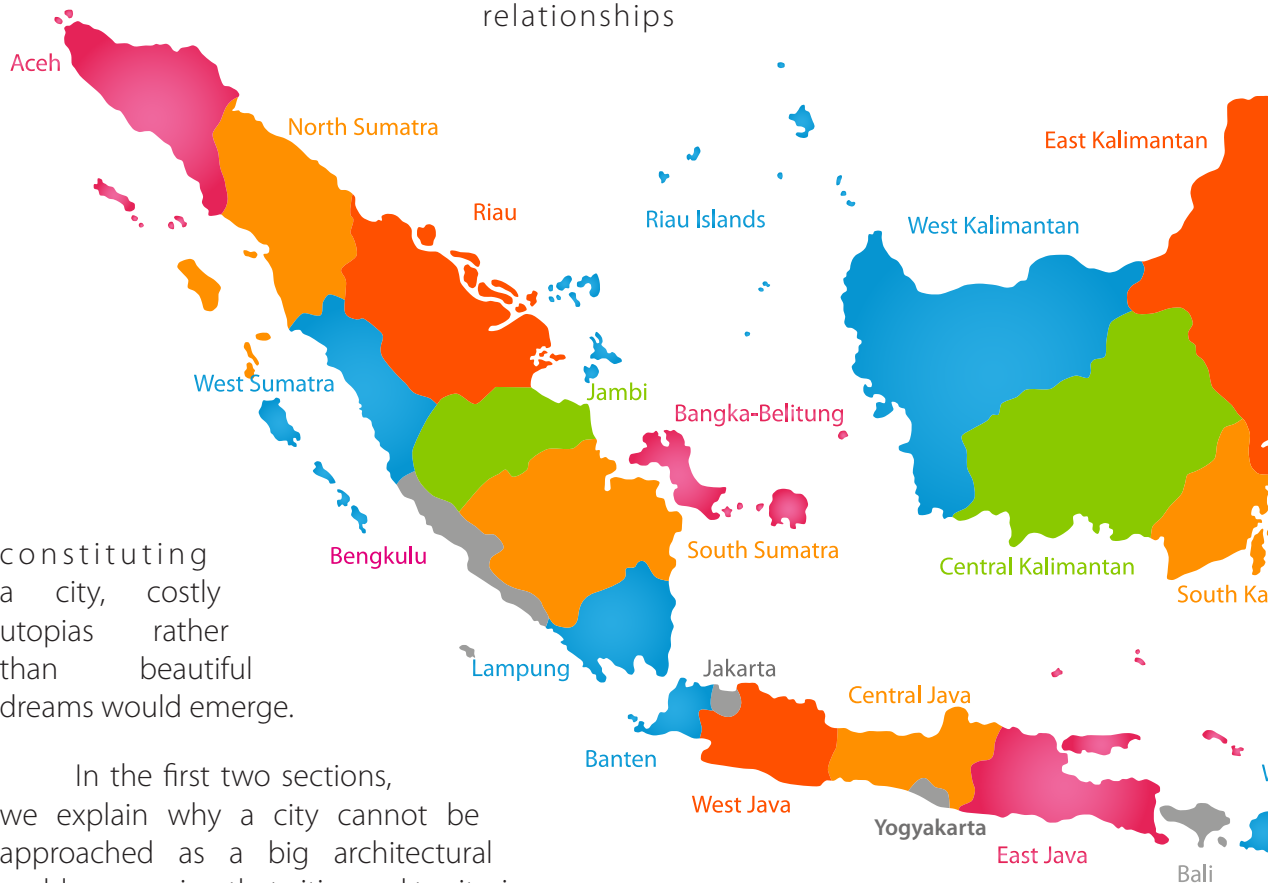 relationships
Aceh
North Sumatra
East Kalimantan
Riau
Riau Islands
West Kalimantan
West Sumatra
Jambi
Bangka-Belitung
constituting
Bengkulu
South Sumatra
Central Kalimantan
a city, costly
South Ka
utopias rather
than beautiful
Lampung
Jakarta
dreams would emerge.
Central Java
Banten
In the first two sections,
West Java
we explain why a city cannot be
Yogyakarta
approached as a big architectural
East Java
Bali